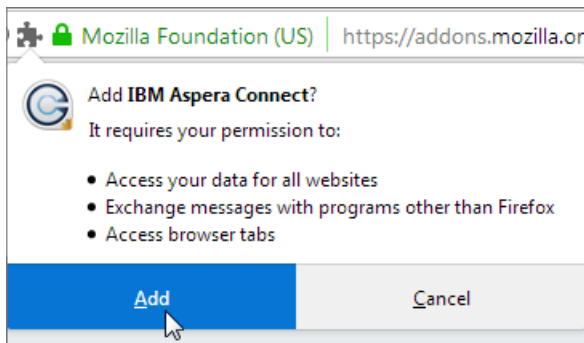 Mozilla Foundation (US) https://addons.mozilla.or
Add IBM Aspera Connect?
It requires your permission to:
• Access your data for all websites
• Exchange messages with programs other than Firefox
• Access browser tabs
Add Cancel